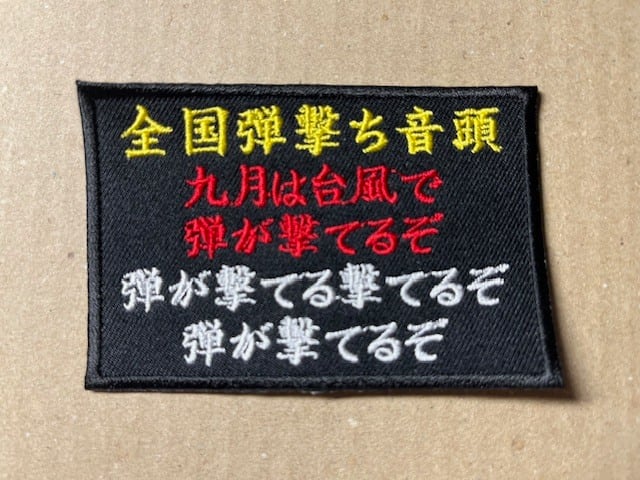 全国弾撃ち音頭
九月は台風で
弾が撃てるぞ
弾が撃てる撃てるぞ
弾が撃てるぞ